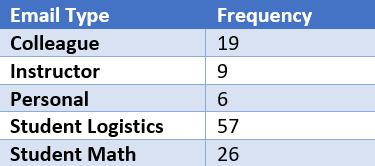 Email Type Frequency
Colleague 19
Instructor 9
Personal 6
Student Logistics 57
Student Math 26